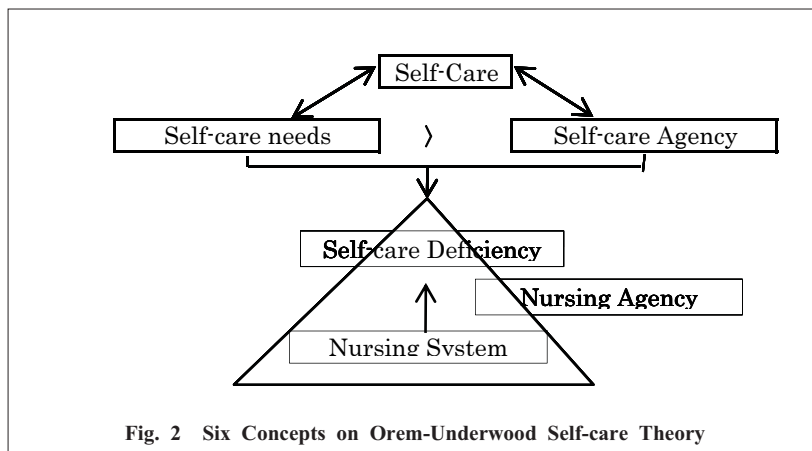 Self-Care
Self-care needs 〉 Self-care Agency
Self-care Deficiency
Nursing Agency
Nursing System
Fig. 2 Six Concepts on Orem-Underwood Self-care Theory